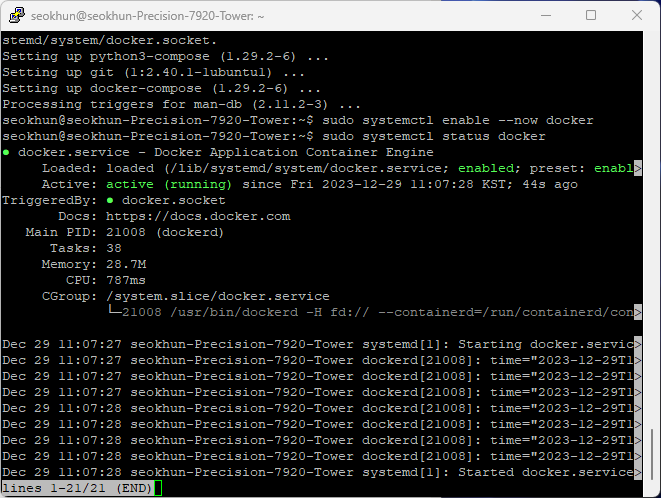 seokhun@seokhun-Precision-7920-Tower: ~
stemd/system/docker.socket.
Setting up python3-compose (1.29.2-6) ...
Setting up git (1:2.40.1-1ubuntu1) ...
Setting up docker-compose (1.29.2-6) ...
Processing triggers for man-db (2.11.2-3) ...
seokhun@seokhun-Precision-7920-Tower:~$ sudo systemctl enable --now docker
seokhun@seokhun-Precision-7920-Tower:~$ sudo systemctl status docker
● docker.service - Docker Application Container Engine
     Loaded: loaded (/lib/systemd/system/docker.service; enabled; preset: enabl>
     Active: active (running) since Fri 2023-12-29 11:07:28 KST; 44s ago
TriggeredBy: ● docker.socket
       Docs: https://docs.docker.com
   Main PID: 21008 (dockerd)
      Tasks: 38
     Memory: 28.7M
        CPU: 787ms
     CGroup: /system.slice/docker.service
             └─21008 /usr/bin/dockerd -H fd:// --containerd=/run/containerd/con>
Dec 29 11:07:27 seokhun-Precision-7920-Tower systemd[1]: Starting docker.servic>
Dec 29 11:07:27 seokhun-Precision-7920-Tower dockerd[21008]: time="2023-12-29T1>
Dec 29 11:07:27 seokhun-Precision-7920-Tower dockerd[21008]: time="2023-12-29T1>
Dec 29 11:07:27 seokhun-Precision-7920-Tower dockerd[21008]: time="2023-12-29T1>
Dec 29 11:07:28 seokhun-Precision-7920-Tower dockerd[21008]: time="2023-12-29T1>
Dec 29 11:07:28 seokhun-Precision-7920-Tower dockerd[21008]: time="2023-12-29T1>
Dec 29 11:07:28 seokhun-Precision-7920-Tower dockerd[21008]: time="2023-12-29T1>
Dec 29 11:07:28 seokhun-Precision-7920-Tower dockerd[21008]: time="2023-12-29T1>
Dec 29 11:07:28 seokhun-Precision-7920-Tower systemd[1]: Started docker.service>
lines 1-21/21 (END)